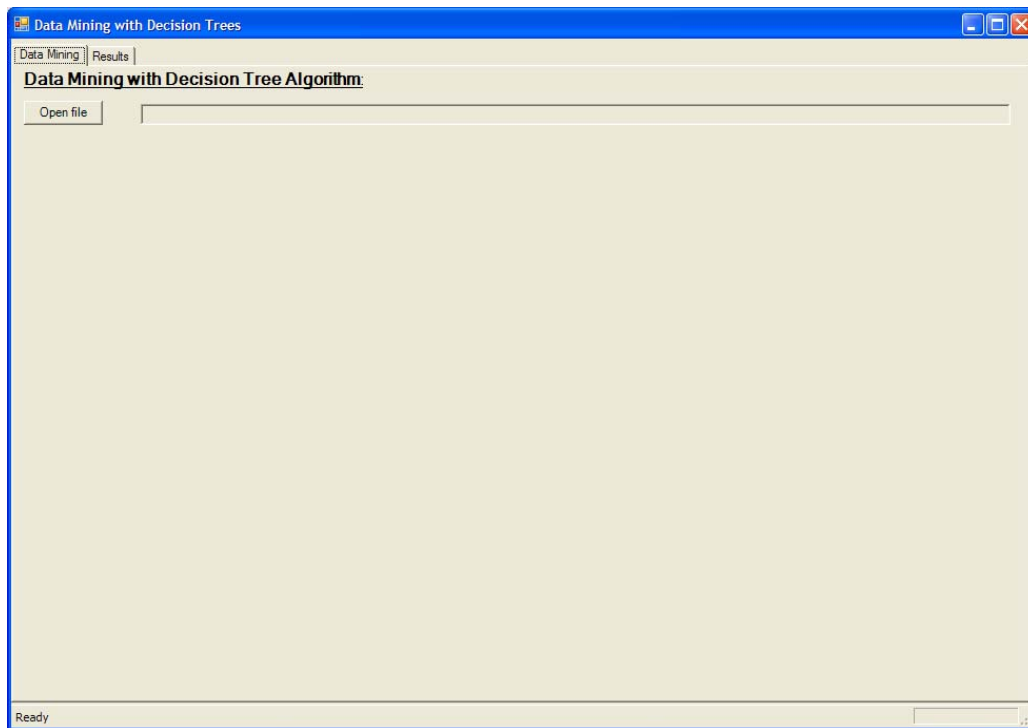 Data Mining with Decision Trees
Data Mining Results
Data Mining with Decision Tree Algorithm:
Open file
Ready